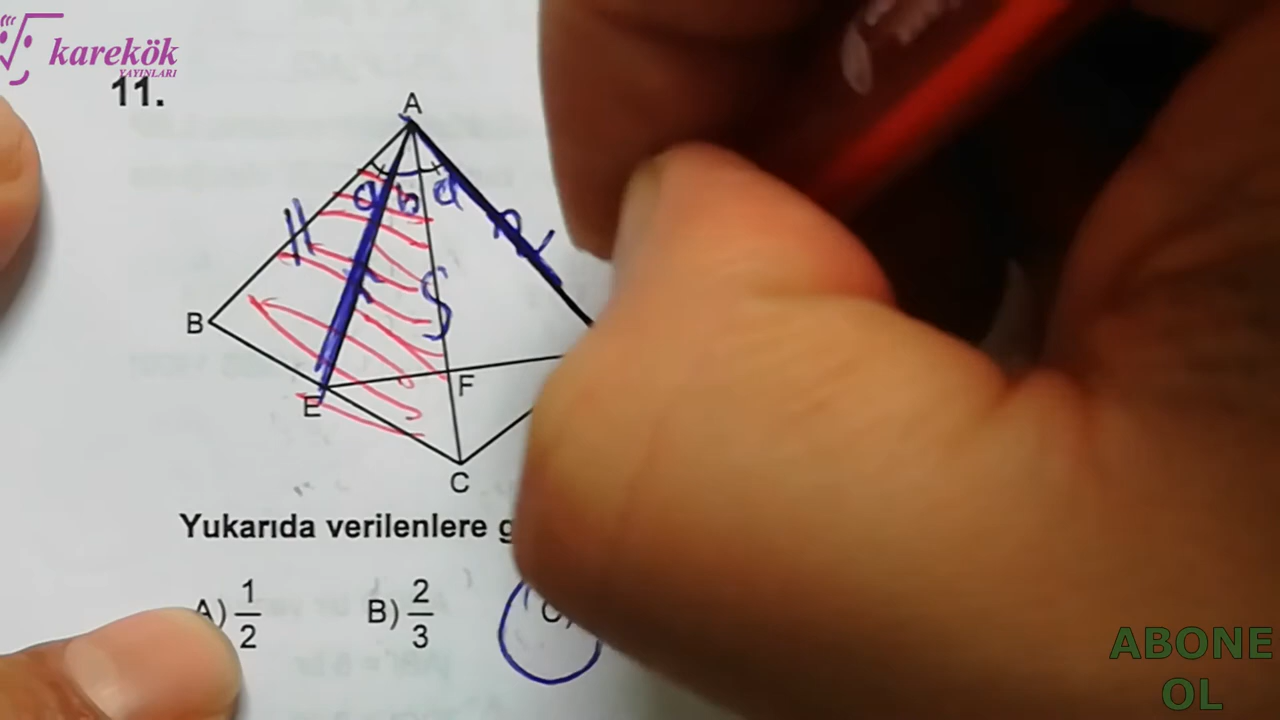 karekök
YAYINLARI
11.
A
a b a
B
E
F
C
Yukarıda verilenlere
A) 1/2 B) 2/3 C)
ABONE
OL